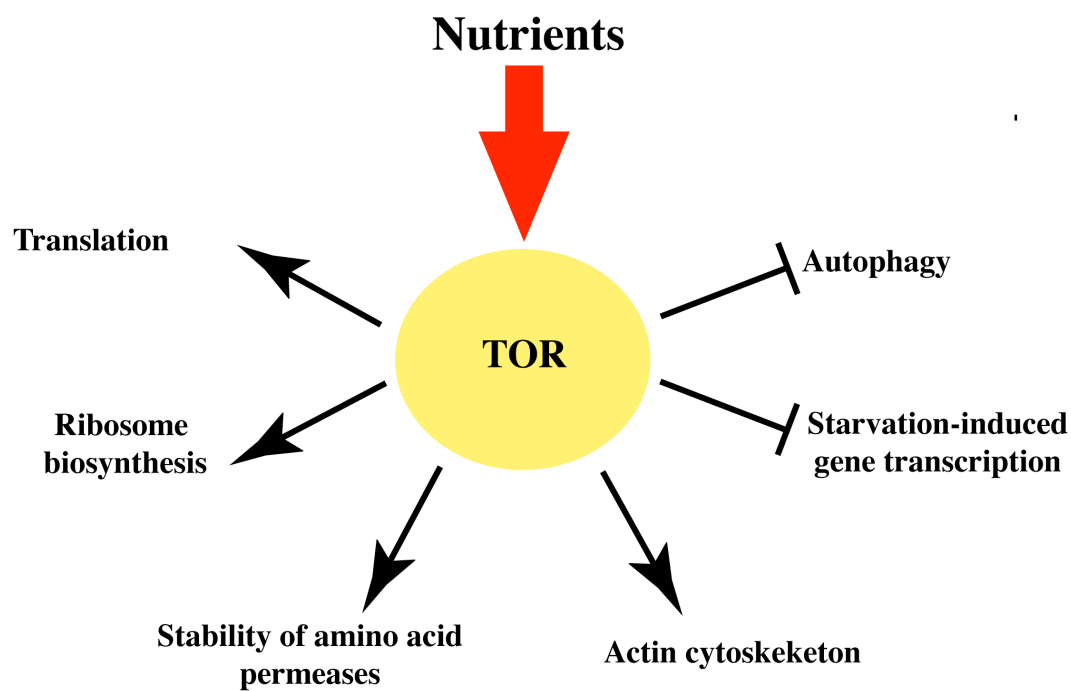 Nutrients
Translation
Autophagy
TOR
Ribosome
biosynthesis
Starvation-induced
gene transcription
Stability of amino acid
permeases
Actin cytoskeketon